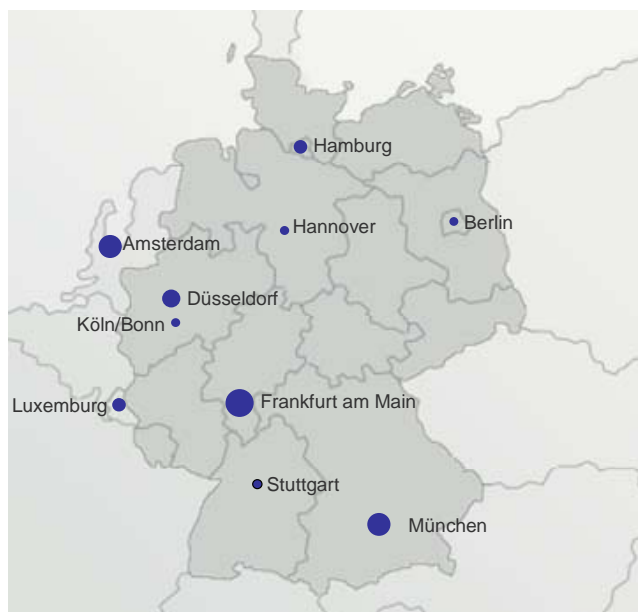 Hamburg
Berlin
Hannover
Amsterdam
Düsseldorf
Köln/Bonn
Frankfurt am Main
Luxemburg
Stuttgart
München